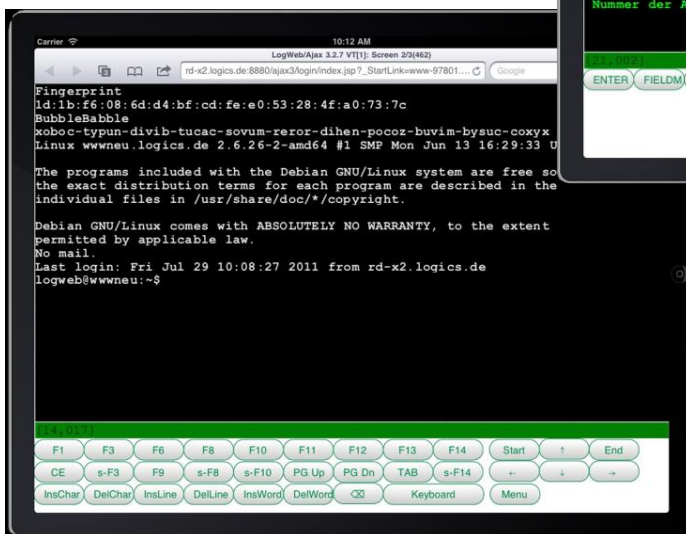 Nummer der A
[21,002]
ENTER FIELDM
Carrier 10:12 AM
LogWeb/Ajax 3.2.7 VT[1]: Screen 2/3(462)
rd-x2.logics.de:8880/ajax3/login/index.jsp?_StartLink=www-97801.... Google
Fingerprint
1d:1b:f6:08:6d:d4:bf:cd:fe:e0:53:28:4f:a0:73:7c
BubbleBabble
xoboc-typun-divib-tucac-sovum-reror-dihen-pocoz-buvim-bysuc-coxyx
Linux wwwneu.logics.de 2.6.26-2-amd64 #1 SMP Mon Jun 13 16:29:33 U
The programs included with the Debian GNU/Linux system are free so
the exact distribution terms for each program are described in the
individual files in /usr/share/doc/*/copyright.
Debian GNU/Linux comes with ABSOLUTELY NO WARRANTY, to the extent
permitted by applicable law.
No mail.
Last login: Fri Jul 29 10:08:27 2011 from rd-x2.logics.de
logweb@wwwneu:~$
[14,017]
F1 F3 F6 F8 F10 F11 F12 F13 F14 Start ↑ End
CE s-F3 F9 s-F8 s-F10 PG Up PG Dn TAB s-F14 ← ↓ →
InsChar DelChar InsLine DelLine InsWord DelWord ⌫ Keyboard Menu